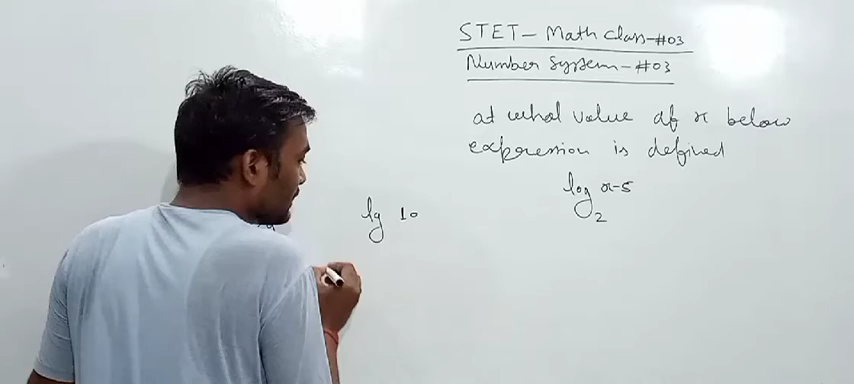 STET- Math Class-#03
Number System-#03
at what value of x below
expression is defined
log x-5
2
lg 10